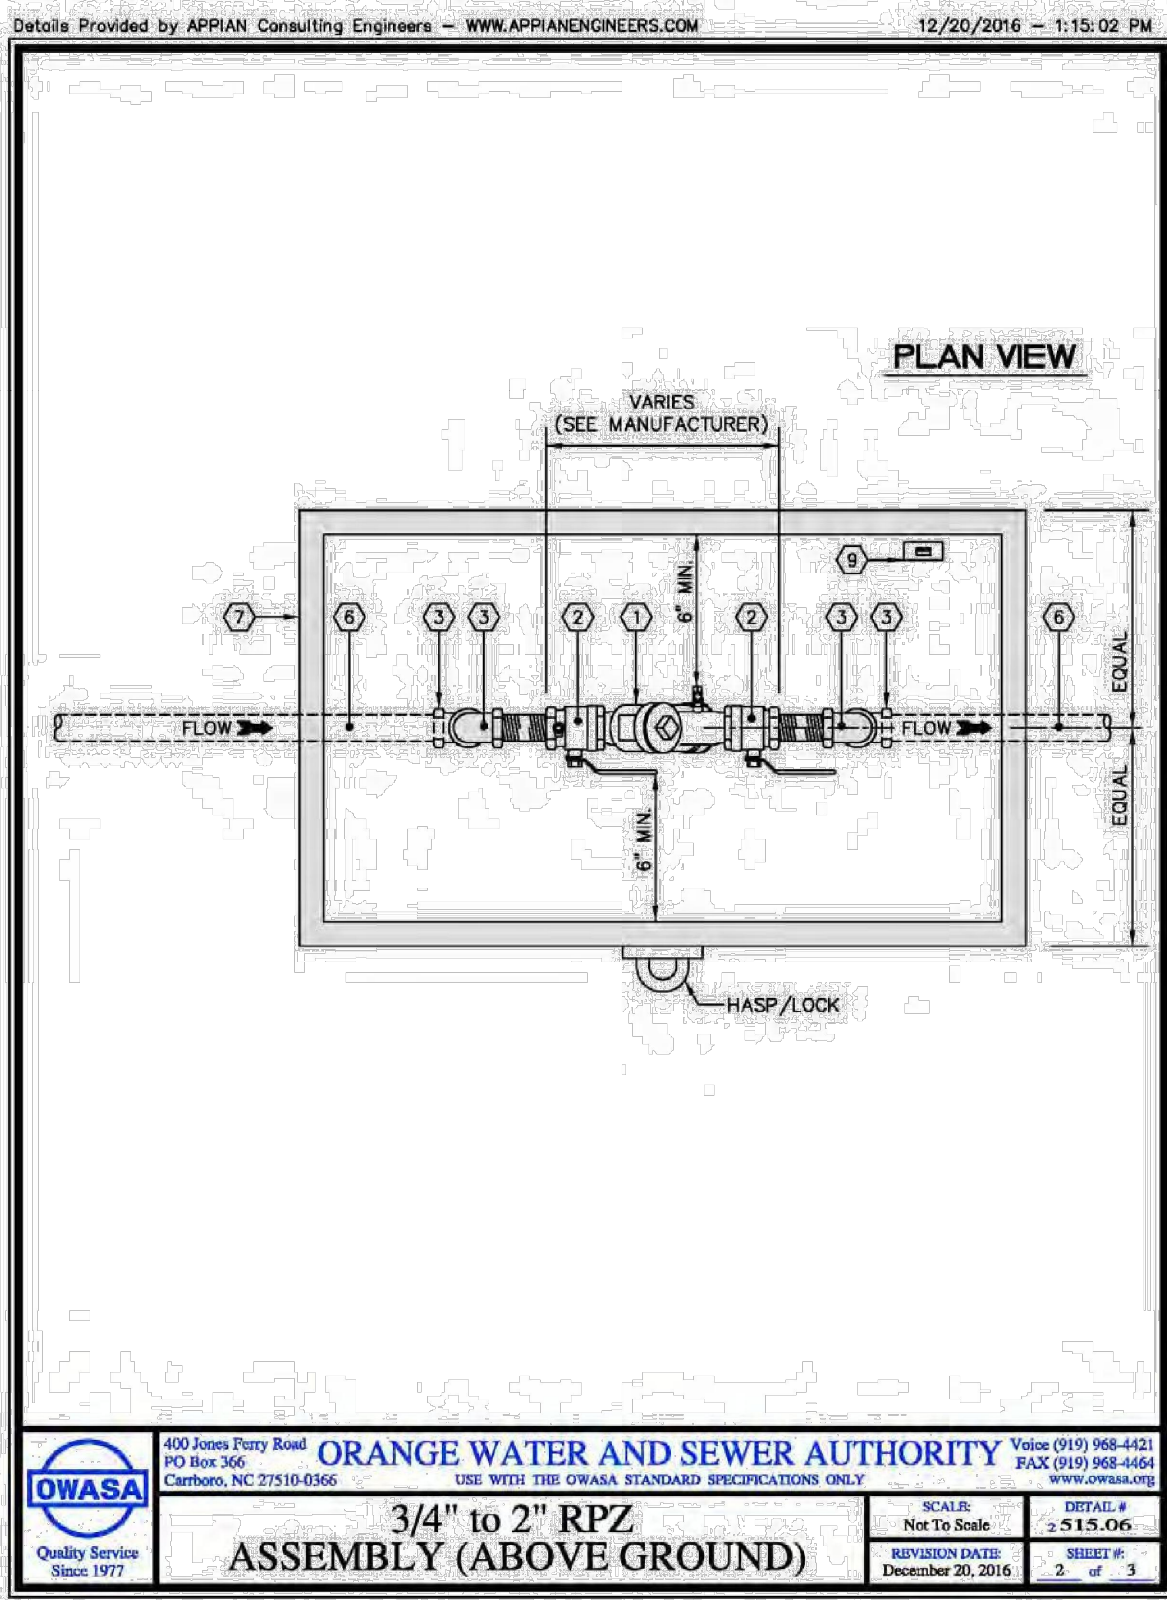 Details Provided by APPIAN Consulting Engineers – WWW.APPIANENGINEERS.COM 12/20/2016 – 1:15:02 PM
PLAN VIEW
VARIES
(SEE MANUFACTURER)
9
6" MIN.
7 6 3 3 2 1 2 3 3 6
EQUAL
FLOW FLOW
EQUAL
6" MIN.
HASP/LOCK
400 Jones Ferry Road
PO Box 366
Carrboro, NC 27510-0366
ORANGE WATER AND SEWER AUTHORITY
USE WITH THE OWASA STANDARD SPECIFICATIONS ONLY
Voice (919) 968-4421
FAX (919) 968-4464
www.owasa.org
OWASA
Quality Service
Since 1977
3/4" to 2" RPZ
ASSEMBLY (ABOVE GROUND)
SCALE:
Not To Scale
DETAIL #
2 515.06
REVISION DATE:
December 20, 2016
SHEET #:
2 of 3